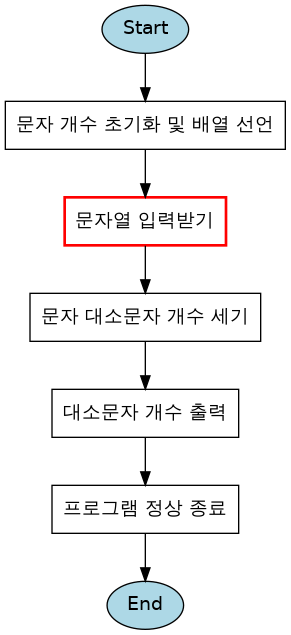 Start
문자 개수 초기화 및 배열 선언
문자열 입력받기
문자 대소문자 개수 세기
대소문자 개수 출력
프로그램 정상 종료
End